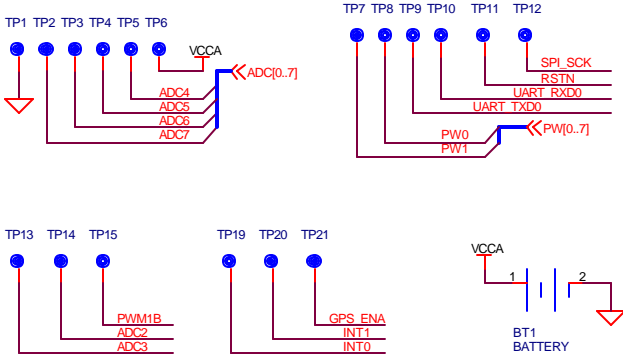 TP1 TP2 TP3 TP4 TP5 TP6
VCCA
ADC[0..7]
ADC4
ADC5
ADC6
ADC7
TP7 TP8 TP9 TP10 TP11 TP12
SPI_SCK
RSTN
UART_RXD0
UART_TXD0
PW[0..7]
PW0
PW1
TP13 TP14 TP15
PWM1B
ADC2
ADC3
TP19 TP20 TP21
GPS_ENA
INT1
INT0
VCCA
1 2
BT1
BATTERY